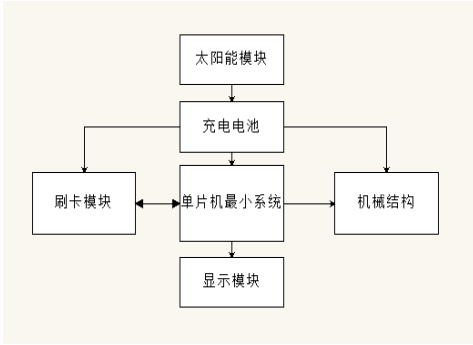 太阳能模块
充电电池
刷卡模块
单片机最小系统
机械结构
显示模块